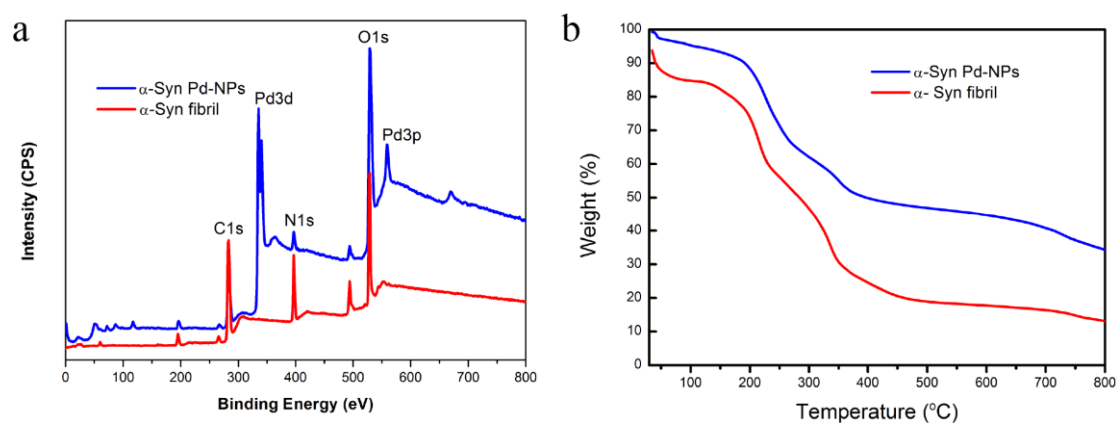 a
α-Syn Pd-NPs
α-Syn fibril
O1s
Pd3d
Pd3p
C1s
N1s
Intensity (CPS)
0 100 200 300 400 500 600 700 800
Binding Energy (eV)
b
α-Syn Pd-NPs
α- Syn fibril
100
90
80
70
60
50
40
30
20
10
0
Weight (%)
100 200 300 400 500 600 700 800
Temperature (°C)